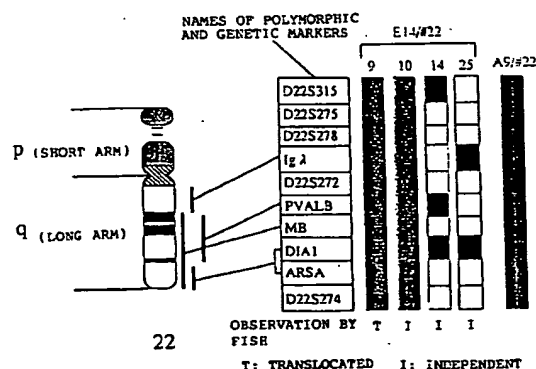 NAMES OF POLYMORPHIC
AND GENETIC MARKERS
E14/#22
9 10 14 25 A9/#22
D22S315
D22S275
D22S278
Ig λ
D22S272
PVALB
MB
DIA1
ARSA
D22S274
p (SHORT ARM)
q (LONG ARM)
22
OBSERVATION BY T I I I
FISH
T: TRANSLOCATED I: INDEPENDENT